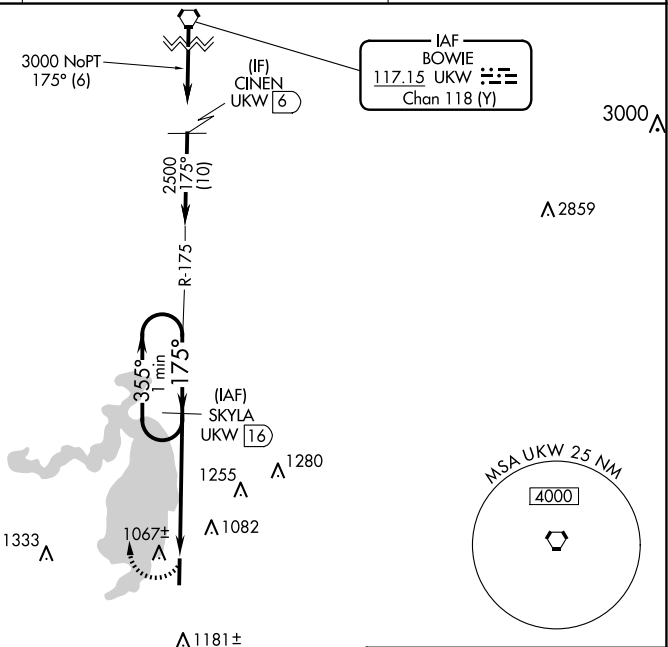 3000 NoPT
175° (6)
(IF)
CINEN
UKW 6
IAF
BOWIE
117.15 UKW
Chan 118 (Y)
3000
2859
2500
175°
(10)
R-175
355°
1 min
175°
(IAF)
SKYLA
UKW 16
1255
1280
1082
1067±
1333
1181±
MSA UKW 25 NM
4000